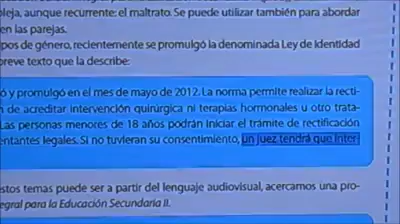 pleja, aunque recurrente: el maltrato. Se puede utilizar también para abordar
en las parejas.
pos de género, recientemente se promulgó la denominada Ley de Identidad
breve texto que la describe:
ó y promulgó en el mes de mayo de 2012. La norma permite realizar la recti-
n de acreditar intervención quirúrgica ni terapias hormonales u otro trata-
Las personas menores de 18 años podrán iniciar el trámite de rectificación
entantes legales. Si no tuvieran su consentimiento, un juez tendrá que inter-
stos temas puede ser a partir del lenguaje audiovisual, acercamos una pro-
egral para la Educación Secundaria II.